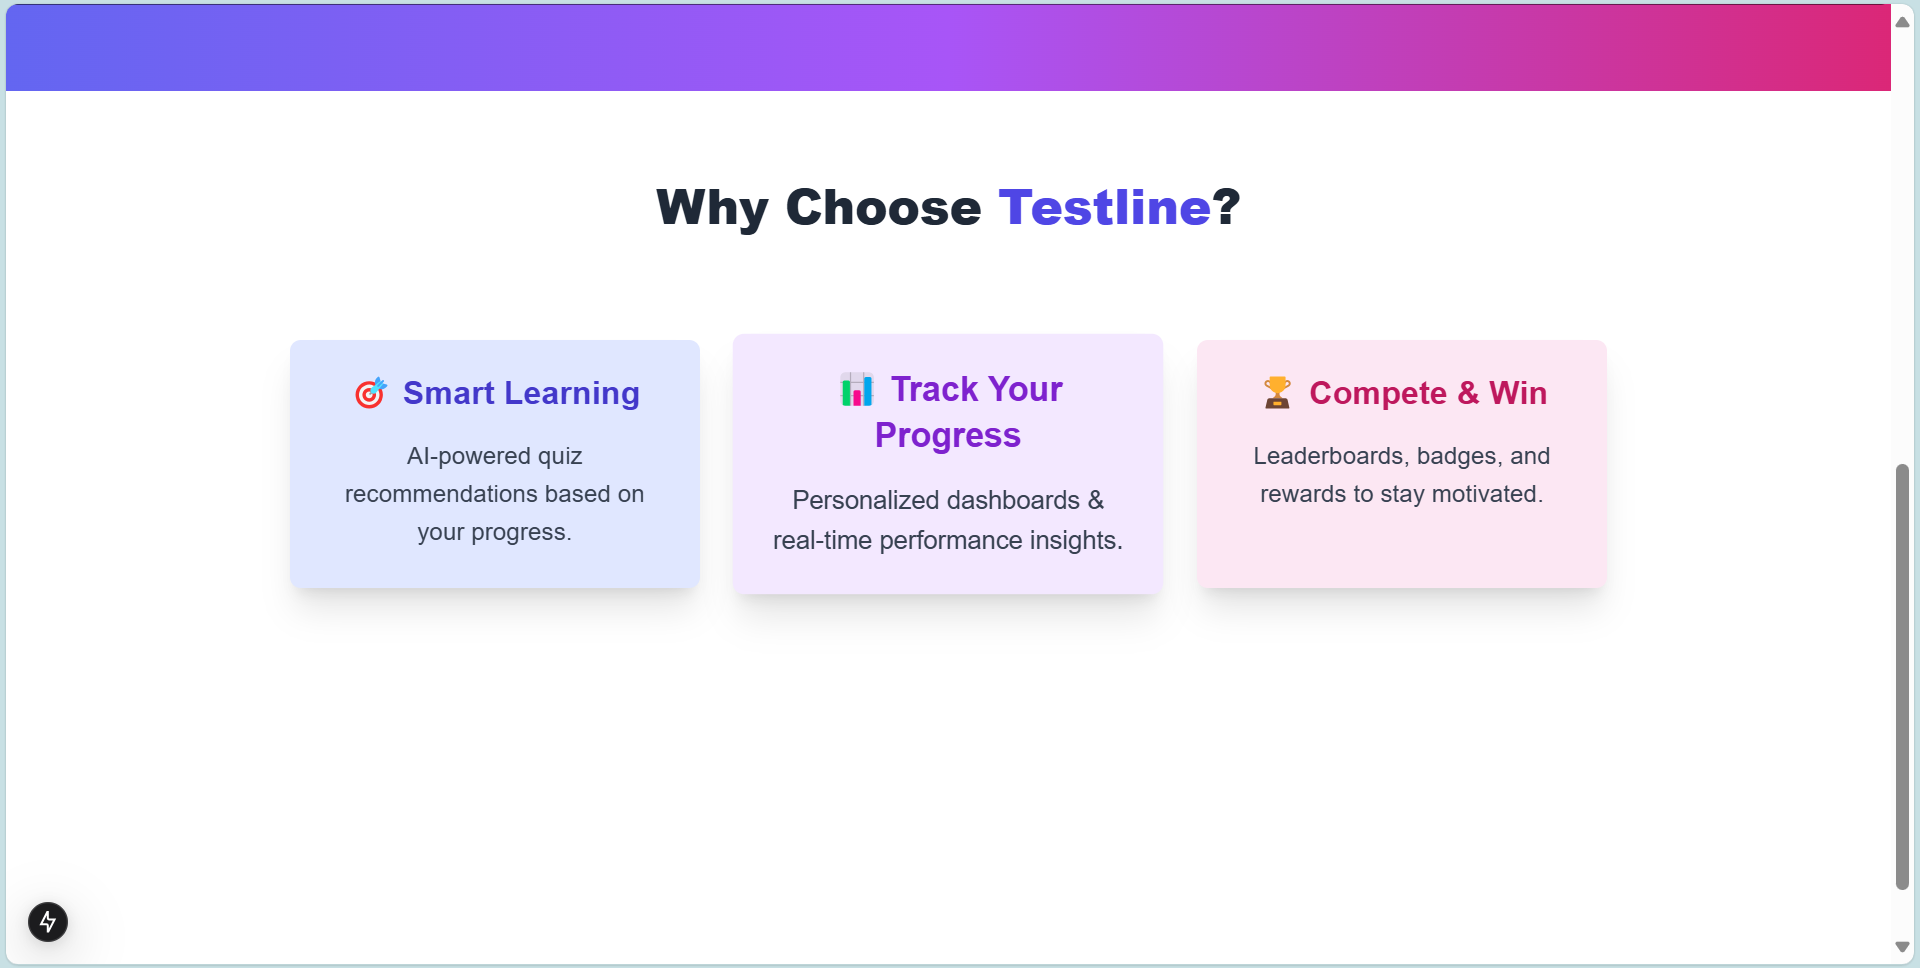 Why Choose Testline?
🎯 Smart Learning
AI-powered quiz
recommendations based on
your progress.
📊 Track Your
Progress
Personalized dashboards &
real-time performance insights.
🏆 Compete & Win
Leaderboards, badges, and
rewards to stay motivated.